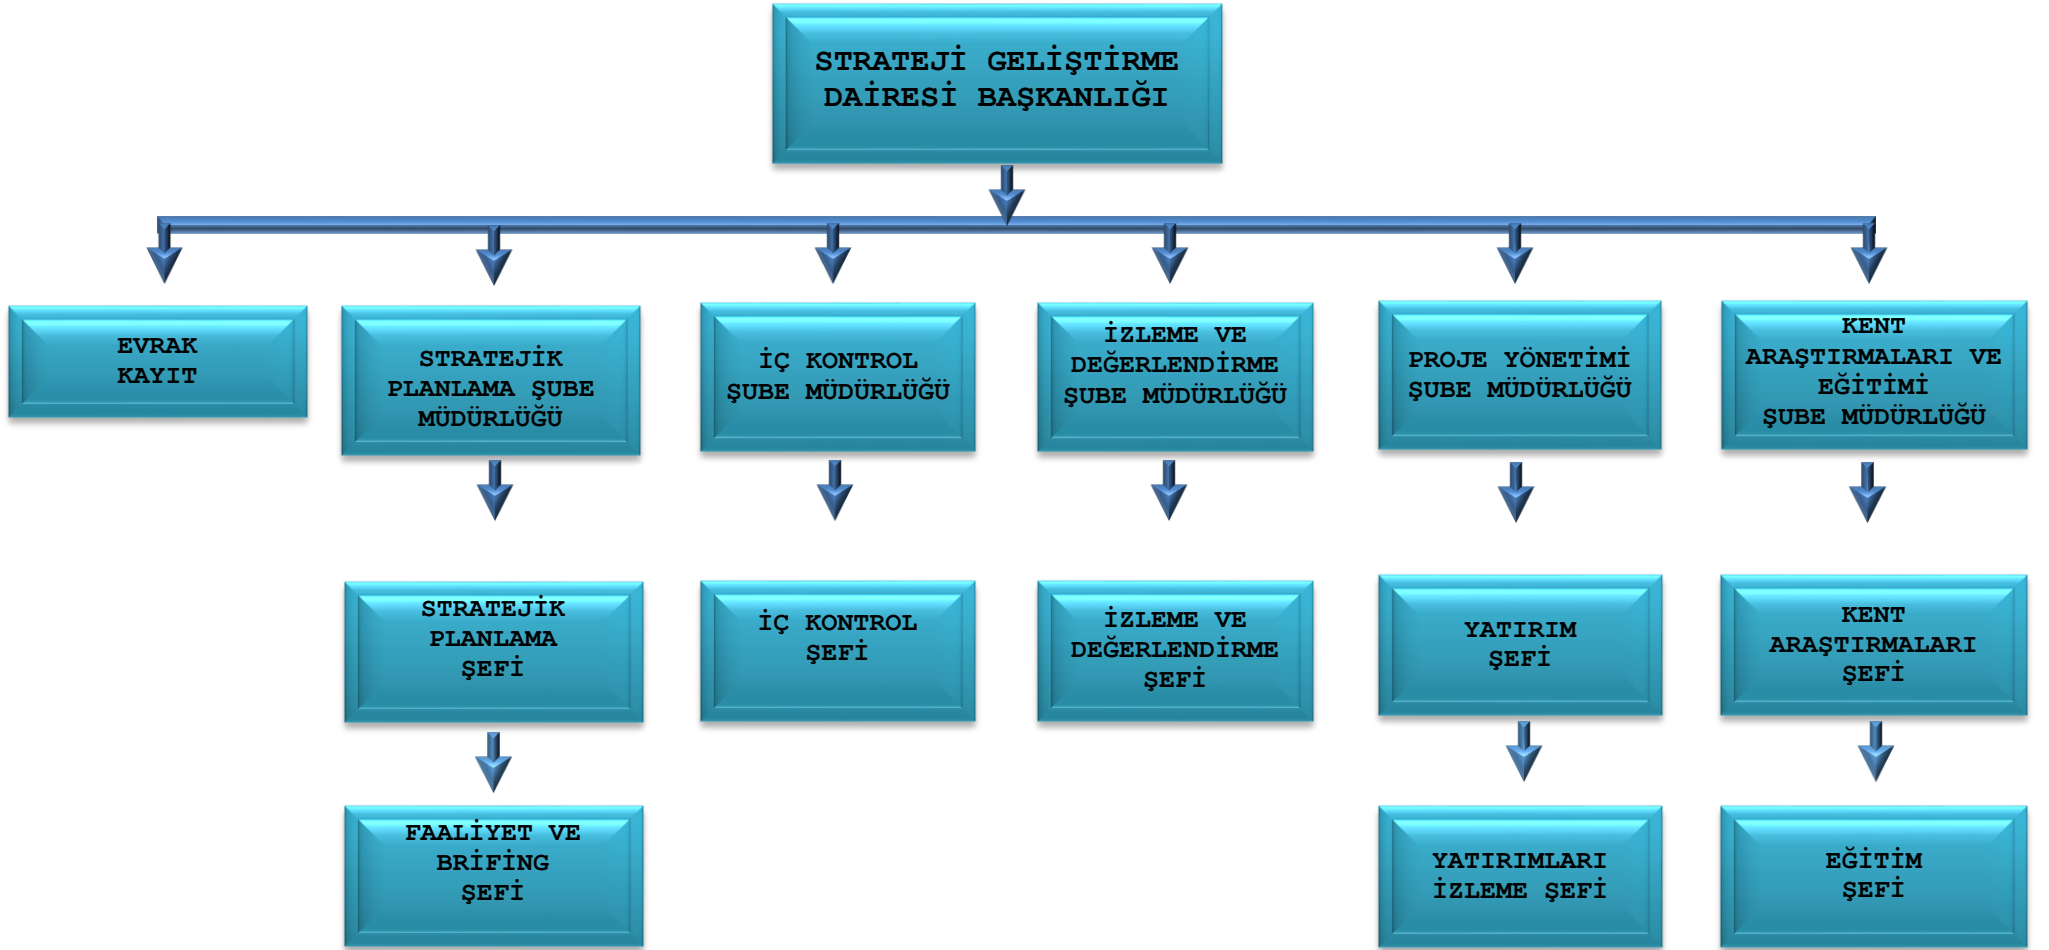 STRATEJİ GELİŞTİRME
DAİRESİ BAŞKANLIĞI
EVRAK
KAYIT
STRATEJİK
PLANLAMA ŞUBE
MÜDÜRLÜĞÜ
İÇ KONTROL
ŞUBE MÜDÜRLÜĞÜ
İZLEME VE
DEĞERLENDİRME
ŞUBE MÜDÜRLÜĞÜ
PROJE YÖNETİMİ
ŞUBE MÜDÜRLÜĞÜ
KENT
ARAŞTIRMALARI VE
EĞİTİMİ
ŞUBE MÜDÜRLÜĞÜ
STRATEJİK
PLANLAMA
ŞEFİ
İÇ KONTROL
ŞEFİ
İZLEME VE
DEĞERLENDİRME
ŞEFİ
YATIRIM
ŞEFİ
KENT
ARAŞTIRMALARI
ŞEFİ
FAALİYET VE
BRİFİNG
ŞEFİ
YATIRIMLARI
İZLEME ŞEFİ
EĞİTİM
ŞEFİ